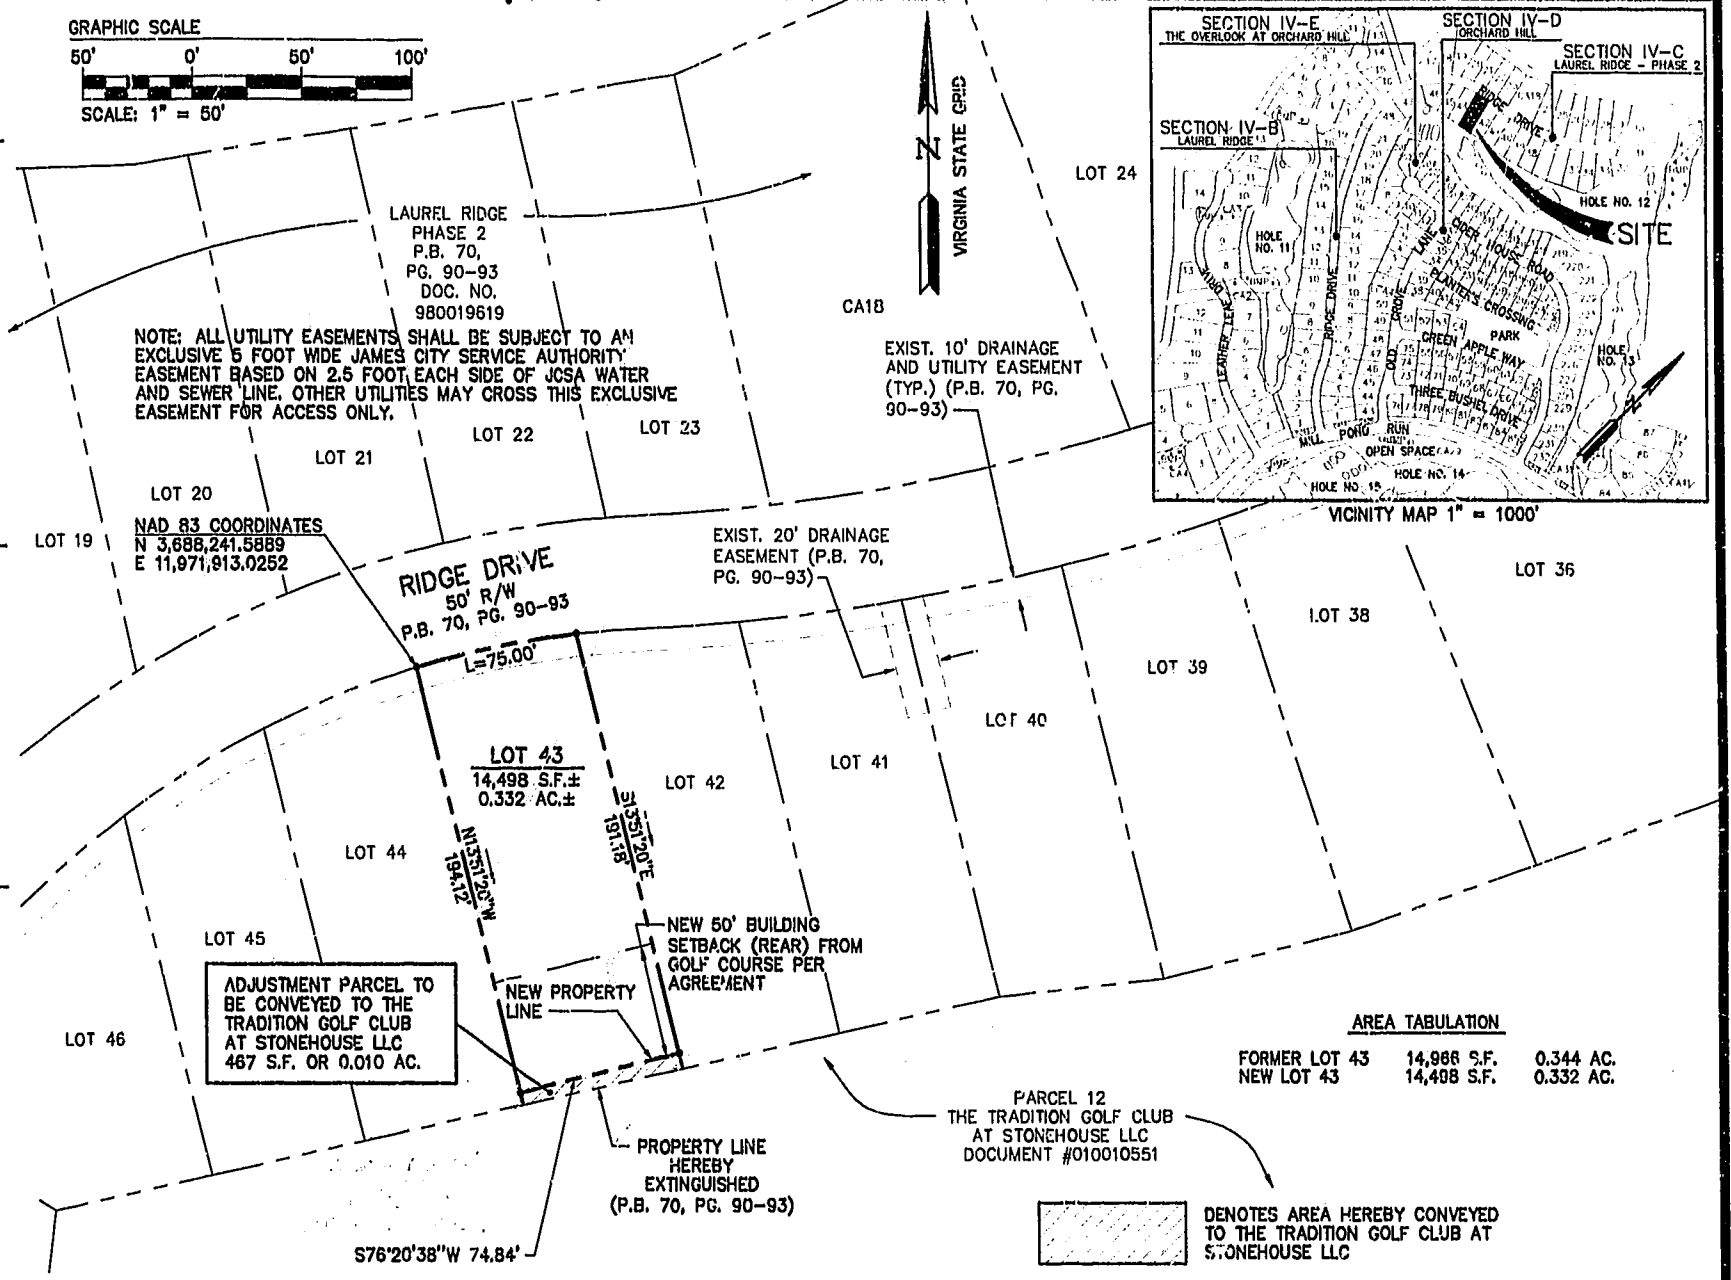 GRAPHIC SCALE
50' 0' 50' 100'
SCALE: 1" = 50'
LAUREL RIDGE
PHASE 2
P.B. 70,
PG. 90-93
DOC. NO.
980019619
NOTE: ALL UTILITY EASEMENTS SHALL BE SUBJECT TO AN
EXCLUSIVE 5 FOOT WIDE JAMES CITY SERVICE AUTHORITY
EASEMENT BASED ON 2.5 FOOT EACH SIDE OF JCSA WATER
AND SEWER LINE. OTHER UTILITIES MAY CROSS THIS EXCLUSIVE
EASEMENT FOR ACCESS ONLY.
N
VIRGINIA STATE GRID
LOT 24
CA18
EXIST. 10' DRAINAGE
AND UTILITY EASEMENT
(TYP.) (P.B. 70, PG.
90-93)
SECTION IV-E
THE OVERLOOK AT ORCHARD HILL
SECTION IV-D
ORCHARD HILL
SECTION IV-C
LAUREL RIDGE - PHASE 2
SECTION IV-B
LAUREL RIDGE
RIDGE DRIVE
HOLE NO. 12
SITE
HOLE
NO. 11
CIDER HOUSE ROAD
LANE
PLANTER'S CROSSING
RIDGE DRIVE
LEATHER LEAF DRIVE
OLD GROVE
PARK
GREEN APPLE WAY
HOLE
NO. 13
THREE BUSHEL DRIVE
MILL POND RUN
OPEN SPACE
HOLE NO. 14
HOLE NO. 15
N
VICINITY MAP 1" = 1000'
LOT 23
LOT 22
LOT 21
LOT 20
LOT 19
NAD 83 COORDINATES
N 3,688,241.5889
E 11,971,913.0252
RIDGE DRIVE
50' R/W
P.B. 70, PG. 90-93
L=75.00'
EXIST. 20' DRAINAGE
EASEMENT (P.B. 70,
PG. 90-93)
LOT 36
LOT 38
LOT 39
LOT 40
LOT 41
LOT 42
LOT 43
14,498 S.F.±
0.332 AC.±
N13°51'20"W
194.12'
S13°51'20"E
191.18'
LOT 44
LOT 45
LOT 46
NEW 50' BUILDING
SETBACK (REAR) FROM
GOLF COURSE PER
AGREEMENT
NEW PROPERTY
LINE
ADJUSTMENT PARCEL TO
BE CONVEYED TO THE
TRADITION GOLF CLUB
AT STONEHOUSE LLC
467 S.F. OR 0.010 AC.
AREA TABULATION
FORMER LOT 43 14,966 S.F. 0.344 AC.
NEW LOT 43 14,498 S.F. 0.332 AC.
PARCEL 12
THE TRADITION GOLF CLUB
AT STONEHOUSE LLC
DOCUMENT #010010551
PROPERTY LINE
HEREBY
EXTINGUISHED
(P.B. 70, PG. 90-93)
S76°20'38"W 74.84'
DENOTES AREA HEREBY CONVEYED
TO THE TRADITION GOLF CLUB AT
STONEHOUSE LLC